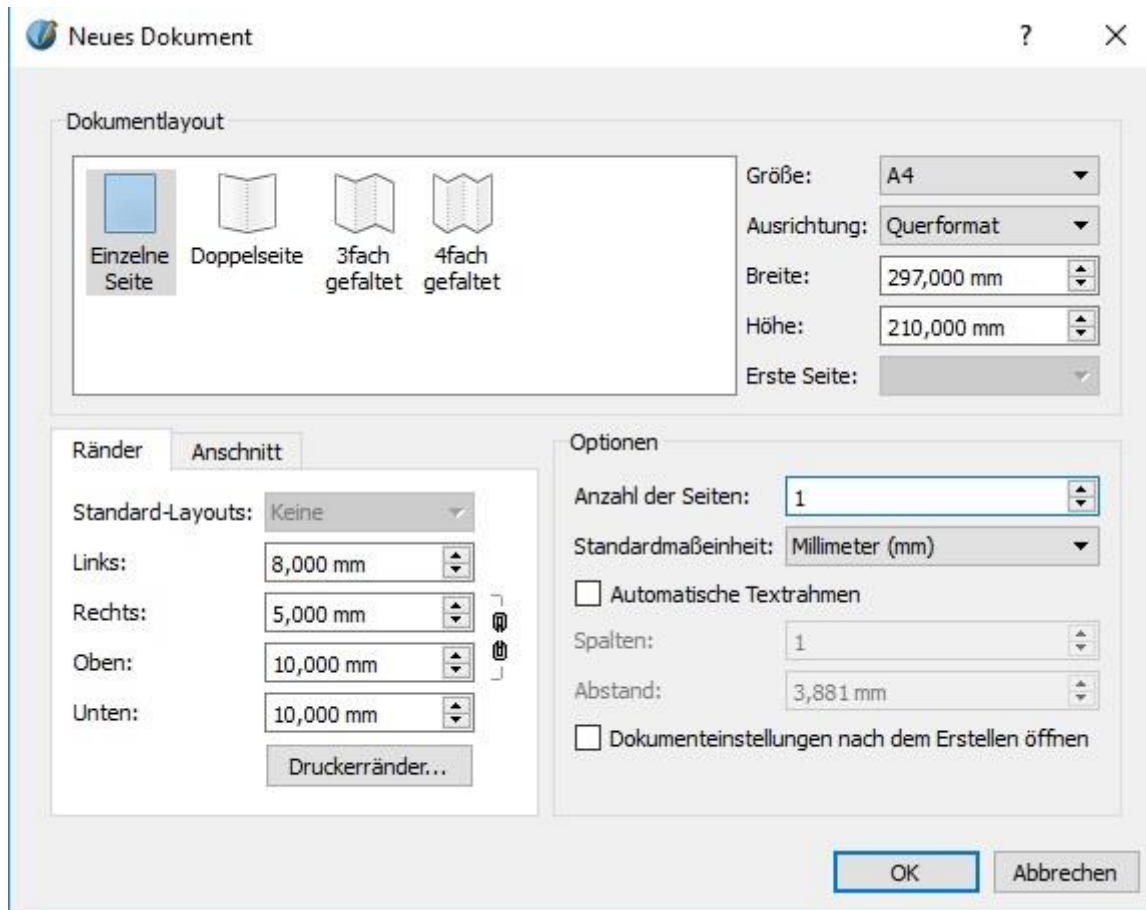 Neues Dokument
Dokumentlayout
Einzelne
Seite
Doppelseite
3fach
gefaltet
4fach
gefaltet
Größe: A4
Ausrichtung: Querformat
Breite: 297,000 mm
Höhe: 210,000 mm
Erste Seite:
Ränder Anschnitt
Standard-Layouts: Keine
Links: 8,000 mm
Rechts: 5,000 mm
Oben: 10,000 mm
Unten: 10,000 mm
Druckerränder...
Optionen
Anzahl der Seiten: 1
Standardmaßeinheit: Millimeter (mm)
Automatische Textrahmen
Spalten: 1
Abstand: 3,881 mm
Dokumenteinstellungen nach dem Erstellen öffnen
OK Abbrechen